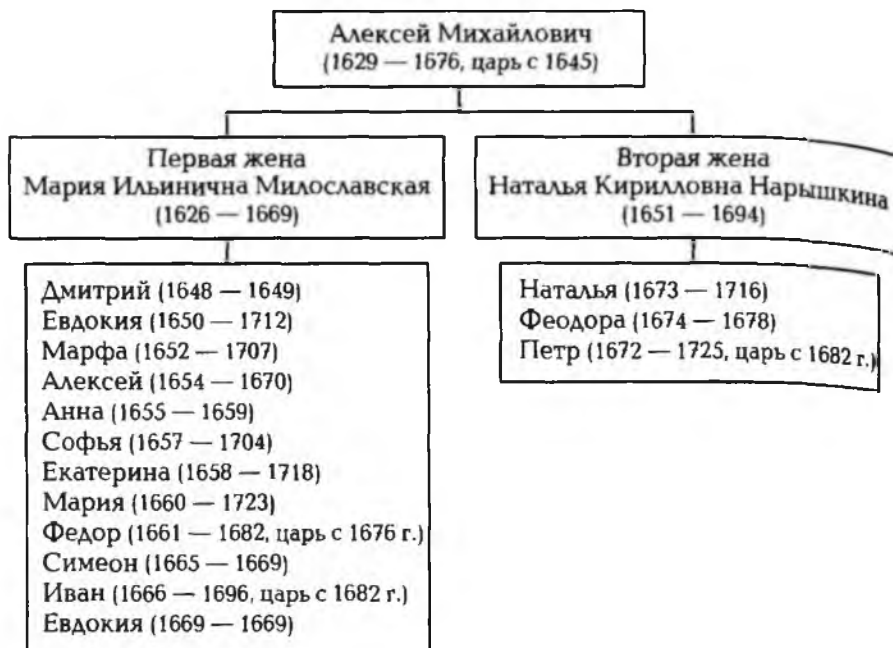 Алексей Михайлович
(1629 — 1676, царь с 1645)
Первая жена
Мария Ильинична Милославская
(1626 — 1669)
Вторая жена
Наталья Кирилловна Нарышкина
(1651 — 1694)
Дмитрий (1648 — 1649)
Евдокия (1650 — 1712)
Марфа (1652 — 1707)
Алексей (1654 — 1670)
Анна (1655 — 1659)
Софья (1657 — 1704)
Екатерина (1658 — 1718)
Мария (1660 — 1723)
Федор (1661 — 1682, царь с 1676 г.)
Симеон (1665 — 1669)
Иван (1666 — 1696, царь с 1682 г.)
Евдокия (1669 — 1669)
Наталья (1673 — 1716)
Феодора (1674 — 1678)
Петр (1672 — 1725, царь с 1682 г.)